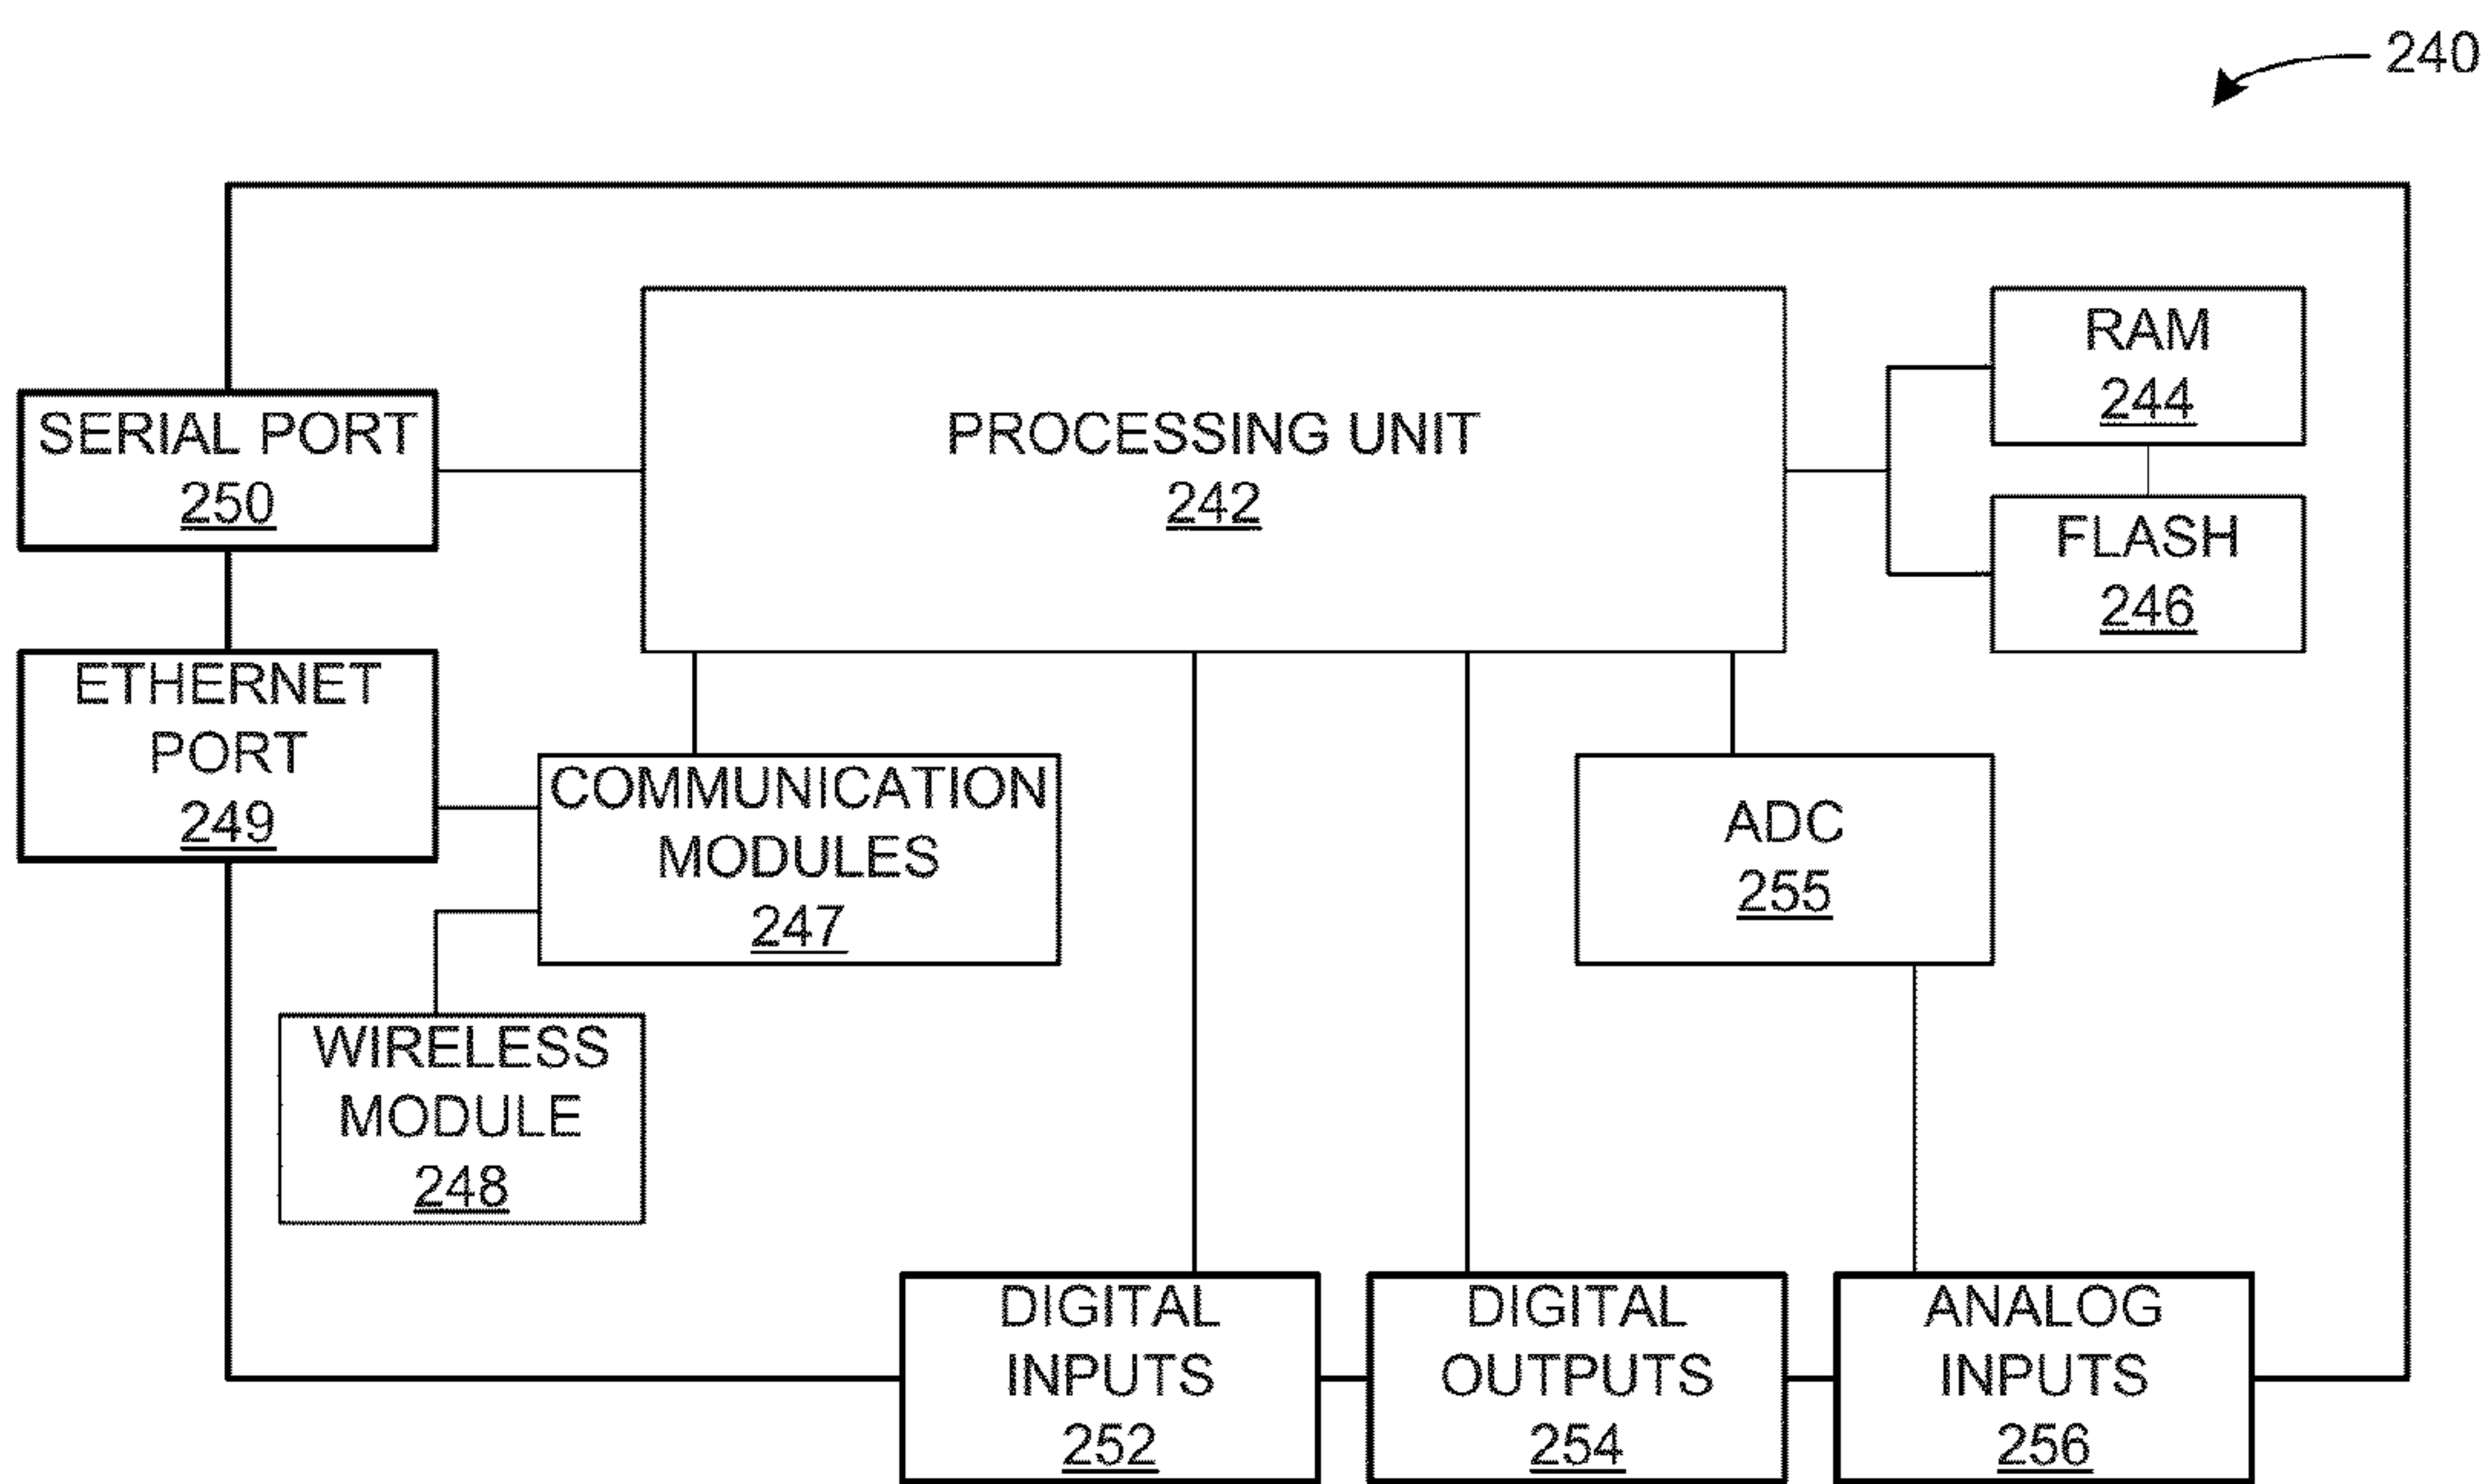 240
SERIAL PORT
250
PROCESSING UNIT
242
RAM
244
FLASH
246
ETHERNET
PORT
249
COMMUNICATION
MODULES
247
ADC
255
WIRELESS
MODULE
248
DIGITAL
INPUTS
252
DIGITAL
OUTPUTS
254
ANALOG
INPUTS
256